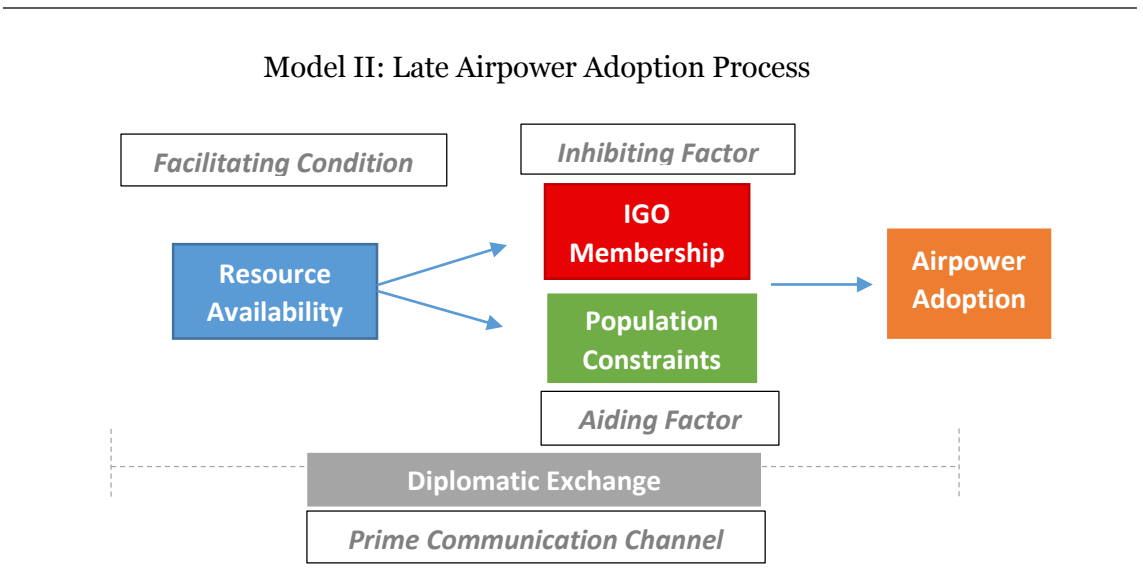 Model II: Late Airpower Adoption Process
Facilitating Condition
Inhibiting Factor
IGO
Membership
Resource
Availability
Airpower
Adoption
Population
Constraints
Aiding Factor
Diplomatic Exchange
Prime Communication Channel